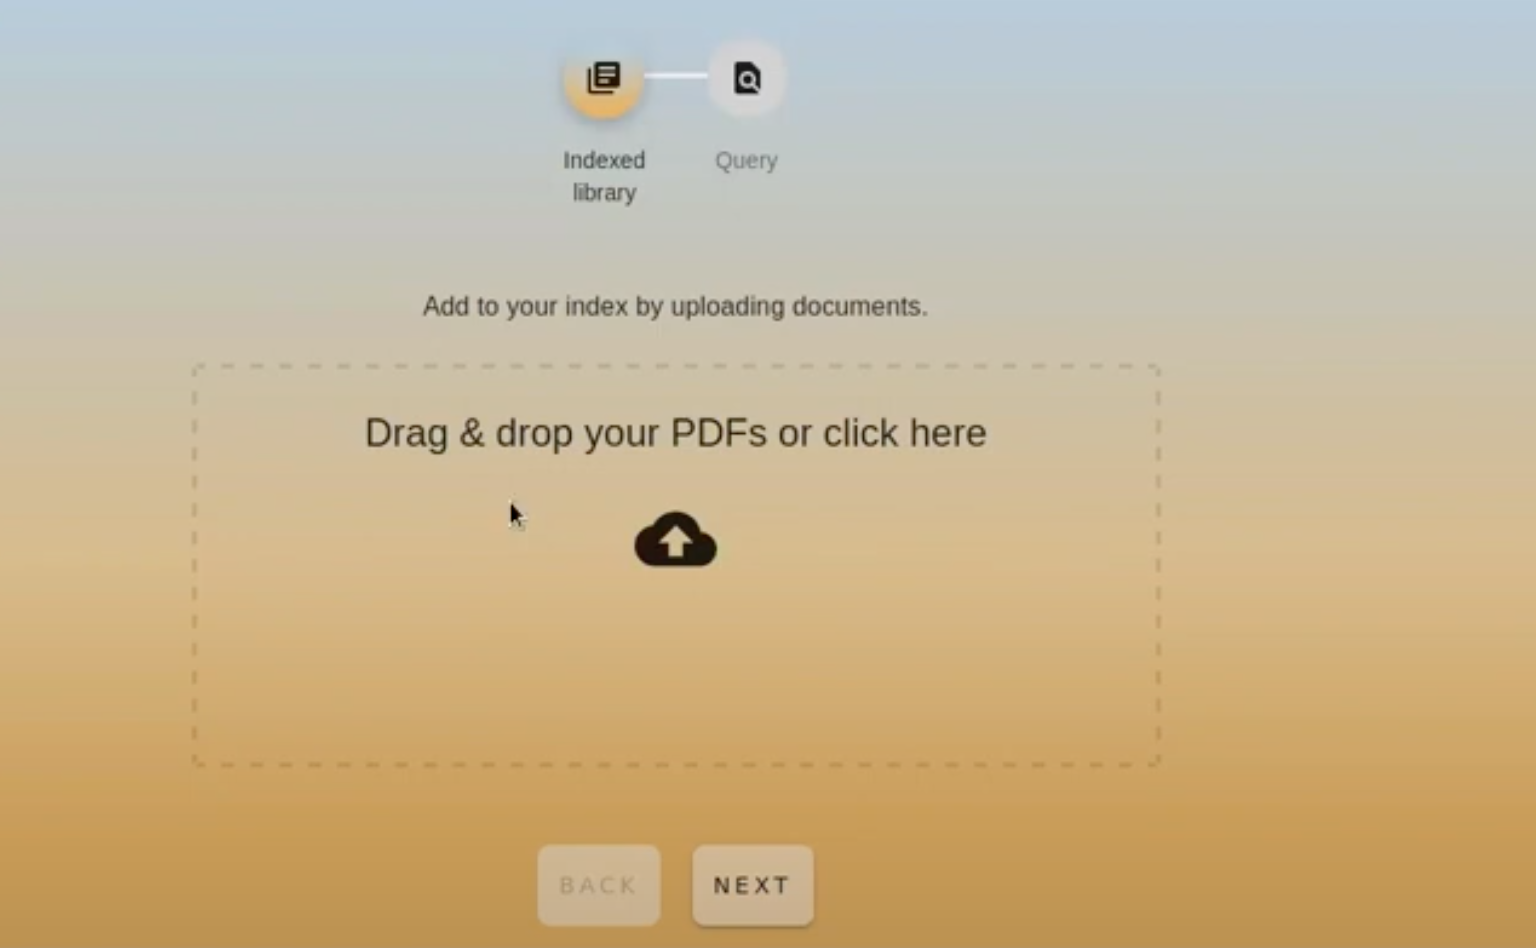 Indexed
library
Query
Add to your index by uploading documents.
Drag & drop your PDFs or click here
BACK
NEXT